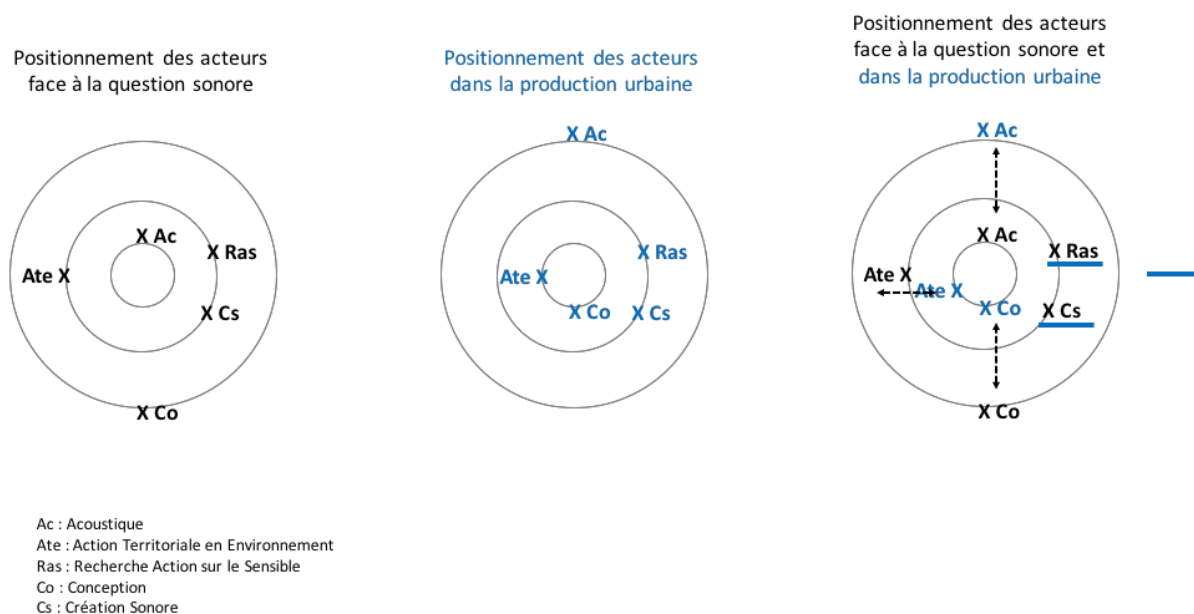 Positionnement des acteurs
face à la question sonore
X Ac
X Ras
Ate X
X Cs
X Co
Positionnement des acteurs
dans la production urbaine
X Ac
X Ras
Ate X
X Co
X Cs
Positionnement des acteurs
face à la question sonore et
dans la production urbaine
X Ac
X Ac
X Ras
Ate X
Ate X
X Co
X Cs
X Co
Ac : Acoustique
Ate : Action Territoriale en Environnement
Ras : Recherche Action sur le Sensible
Co : Conception
Cs : Création Sonore